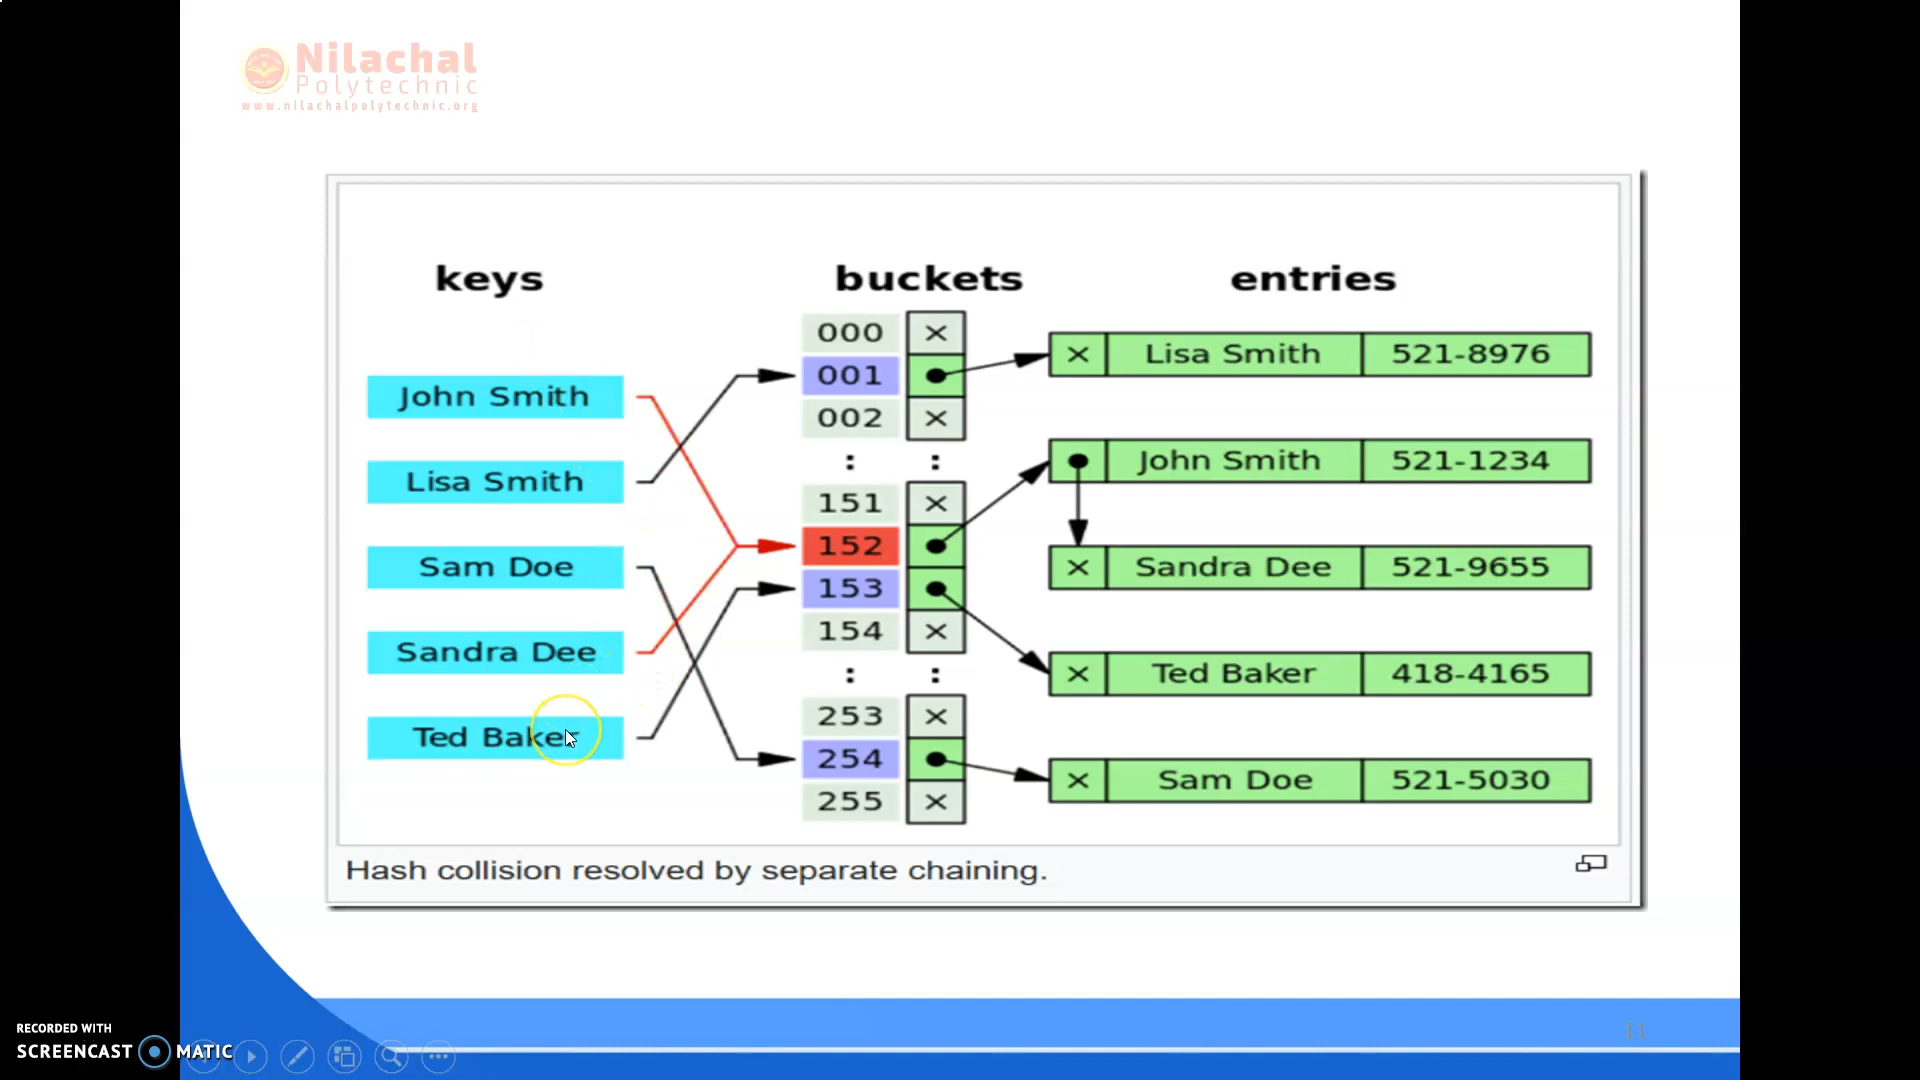 Nilachal
Polytechnic
www.nilachalpolytechnic.org
keys
buckets
entries
John Smith
Lisa Smith
Sam Doe
Sandra Dee
Ted Baker
000
001
002
:
151
152
153
154
:
253
254
255
Lisa Smith 521-8976
John Smith 521-1234
Sandra Dee 521-9655
Ted Baker 418-4165
Sam Doe 521-5030
Hash collision resolved by separate chaining.
11
RECORDED WITH
SCREENCAST MATIC